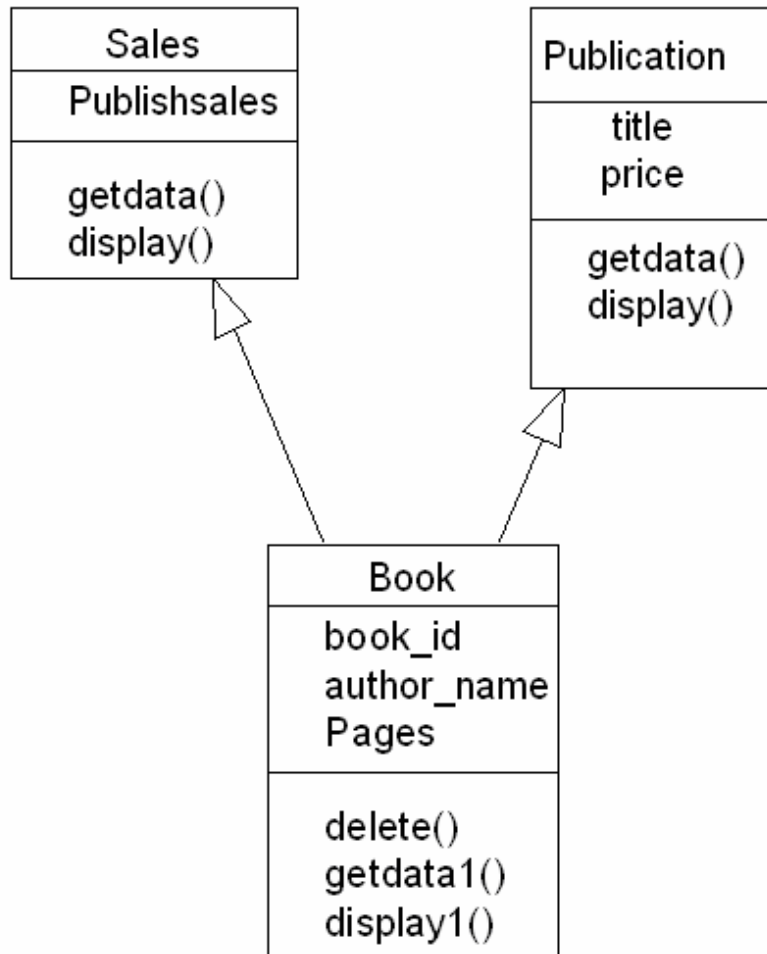 Sales
Publishsales
getdata()
display()
Publication
title
price
getdata()
display()
Book
book_id
author_name
Pages
delete()
getdata1()
display1()